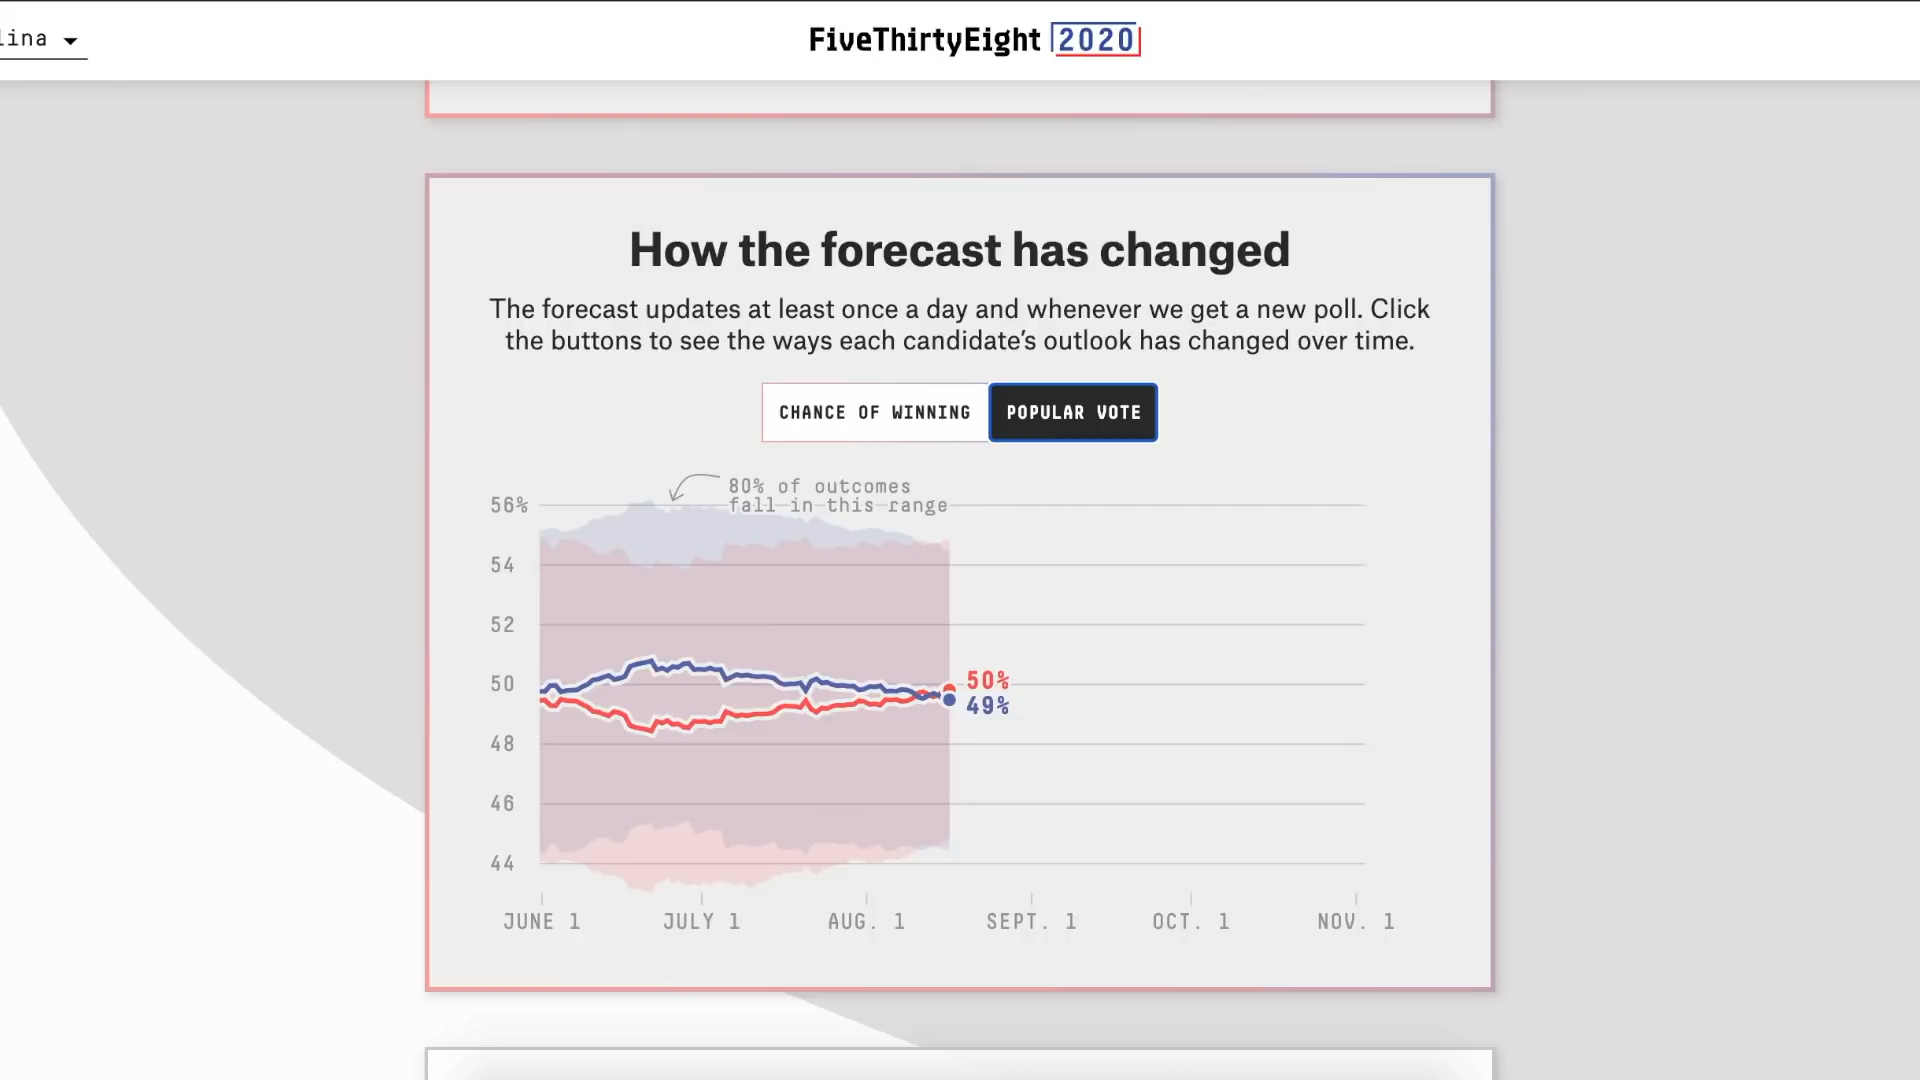 lina
FiveThirtyEight 2020
How the forecast has changed
The forecast updates at least once a day and whenever we get a new poll. Click
the buttons to see the ways each candidate’s outlook has changed over time.
CHANCE OF WINNING POPULAR VOTE
80% of outcomes
fall in this range
56%
54
52
50
48
46
44
50%
49%
JUNE 1 JULY 1 AUG. 1 SEPT. 1 OCT. 1 NOV. 1